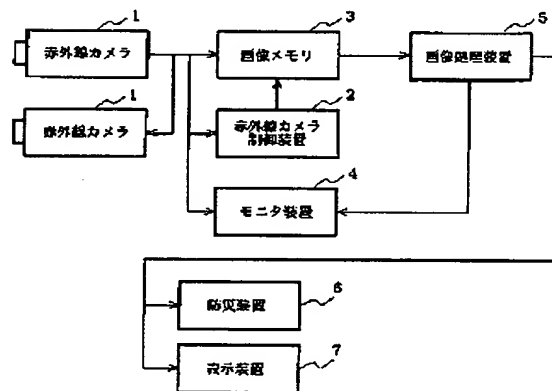 1
赤外線カメラ
3
画像メモリ
5
画像処理装置
1
赤外線カメラ
2
赤外線カメラ
制御装置
4
モニタ装置
6
防災装置
7
表示装置